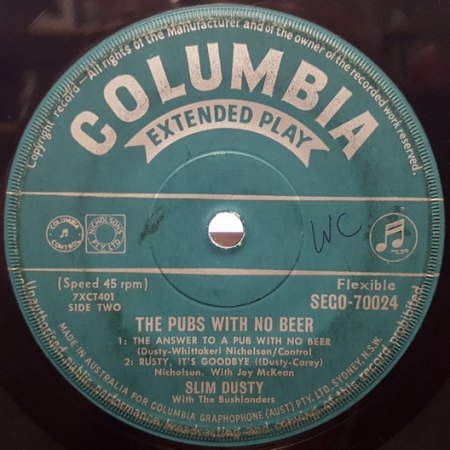 Copyright record—All rights of the Manufacturer and of the owner of the recorded work reserved.
COLUMBIA
EXTENDED PLAY
COLUMBIA
CONTROL
NICHOLSON'S
PTY. LTD.
WC
(Speed 45 rpm)
7XCT401
SIDE TWO
Flexible
SEGO-70024
THE PUBS WITH NO BEER
1: THE ANSWER TO A PUB WITH NO BEER
(Dusty-Whittaker) Nicholson/Control
2: RUSTY, IT'S GOODBYE ((Dusty-Carey)
Nicholson. With Joy McKean
SLIM DUSTY
With The Bushlanders
MADE IN AUSTRALIA FOR COLUMBIA GRAPHOPHONE (AUST) PTY. LTD. SYDNEY, N.S.W.
Unauthorised public performance, broadcasting and copying of this record prohibited